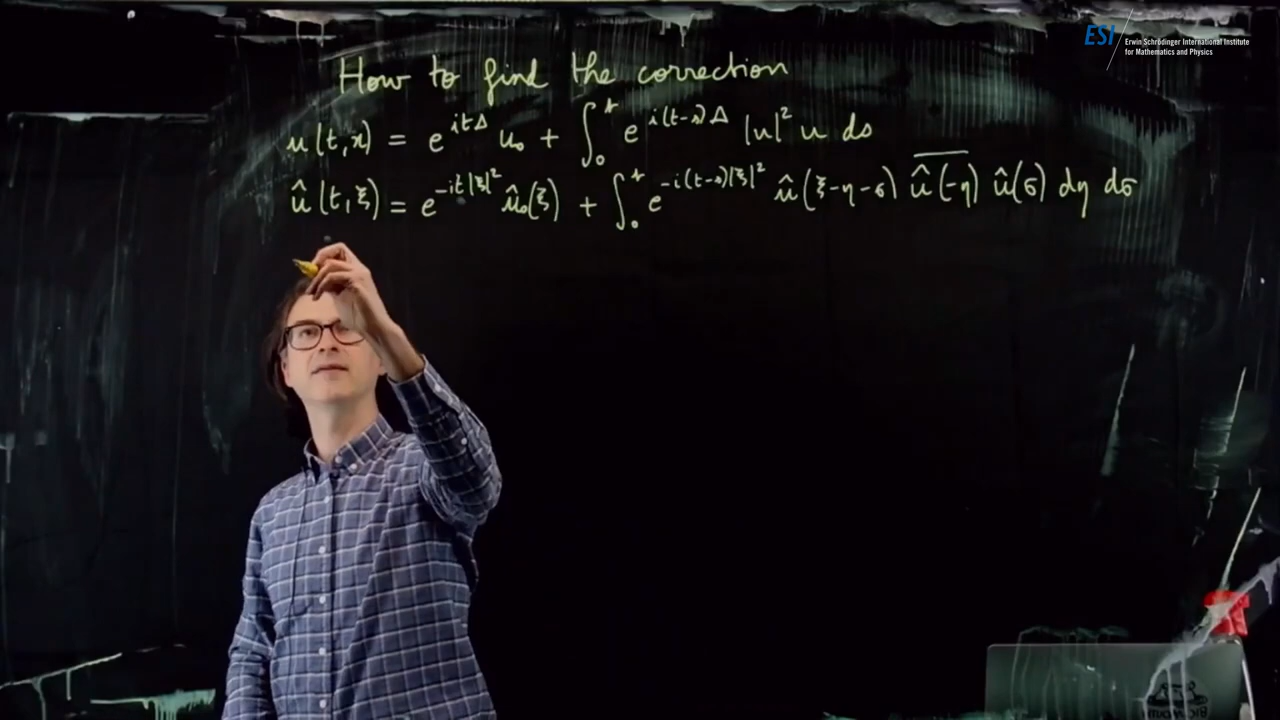 ESI Erwin Schrödinger International Institute
for Mathematics and Physics
How to find the correction
u(t,x) = e^{itΔ} u₀ + ∫₀ᵗ e^{i(t-s)Δ} |u|² u ds
û(t,ξ) = e^{-it|ξ|²} û₀(ξ) + ∫₀ᵗ e^{-i(t-s)|ξ|²} û(ξ-η-σ) \overline{û(-η)} û(σ) dη dσ